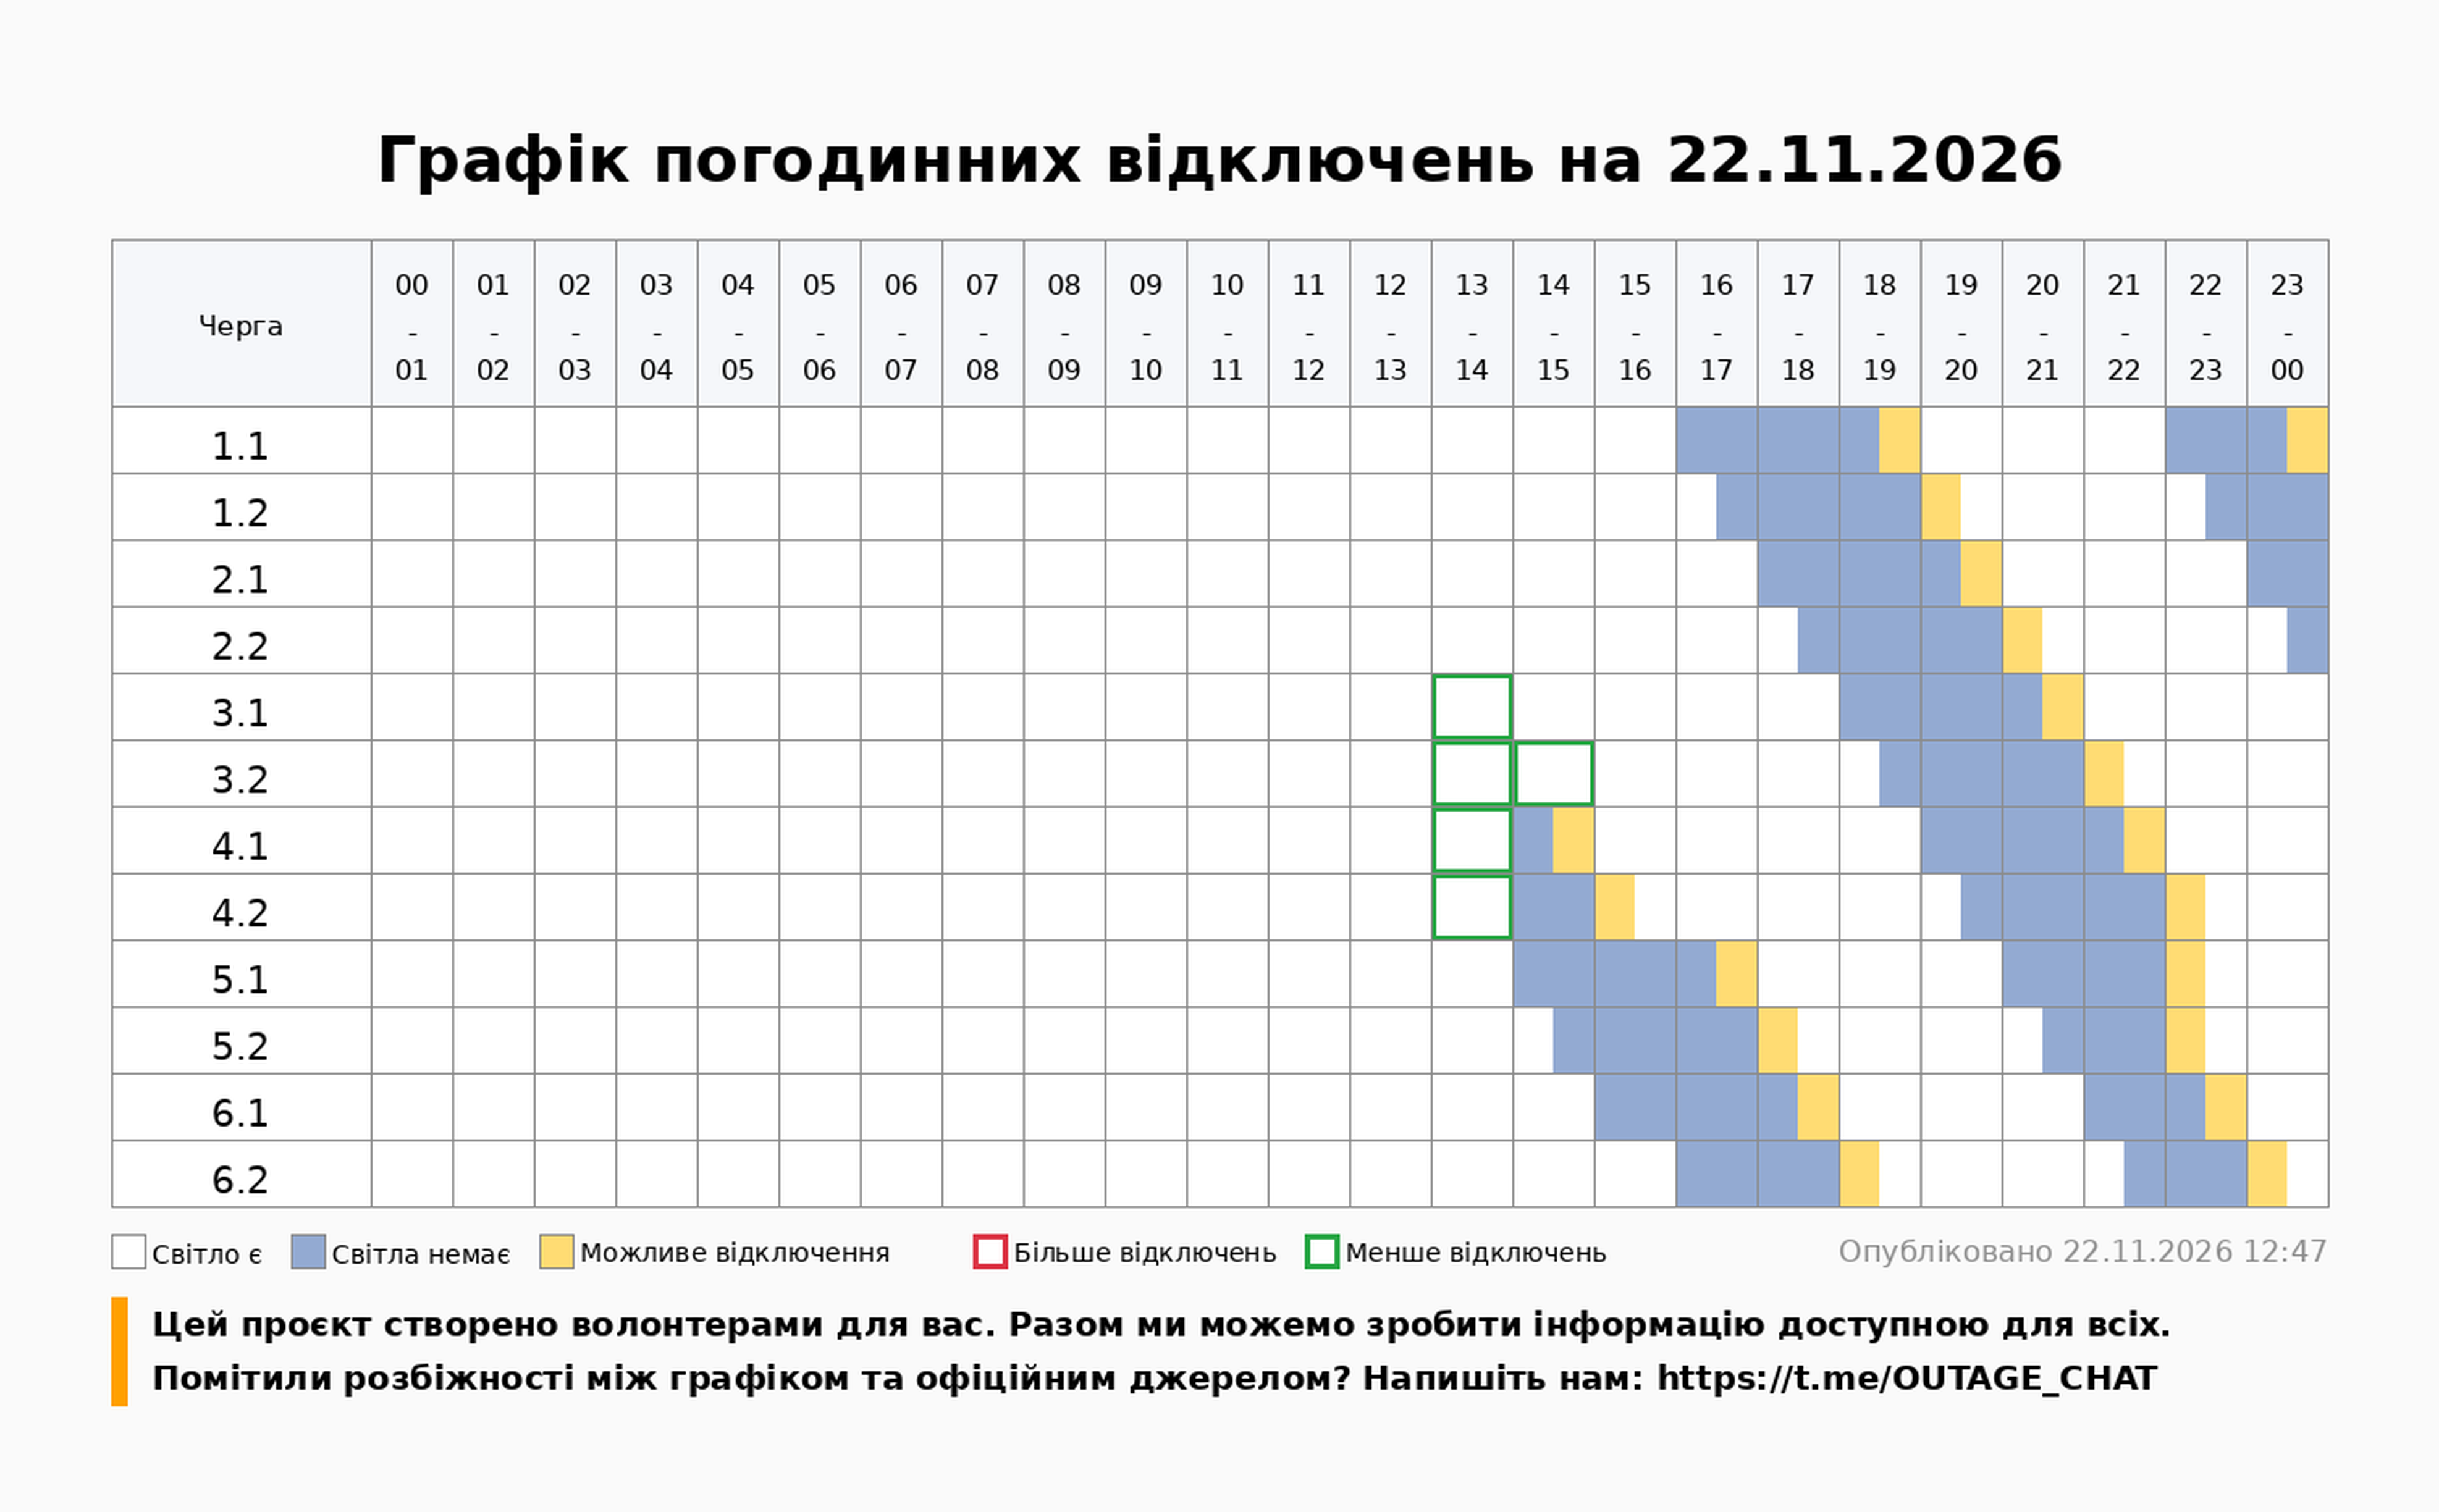 Графік погодинних відключень на 22.11.2026
Черга
00 - 01
01 - 02
02 - 03
03 - 04
04 - 05
05 - 06
06 - 07
07 - 08
08 - 09
09 - 10
10 - 11
11 - 12
12 - 13
13 - 14
14 - 15
15 - 16
16 - 17
17 - 18
18 - 19
19 - 20
20 - 21
21 - 22
22 - 23
23 - 00
1.1
1.2
2.1
2.2
3.1
3.2
4.1
4.2
5.1
5.2
6.1
6.2
Світло є Світла немає Можливе відключення Більше відключень Менше відключень Опубліковано 22.11.2026 12:47
Цей проєкт створено волонтерами для вас. Разом ми можемо зробити інформацію доступною для всіх.
Помітили розбіжності між графіком та офіційним джерелом? Напишіть нам: https://t.me/OUTAGE_CHAT